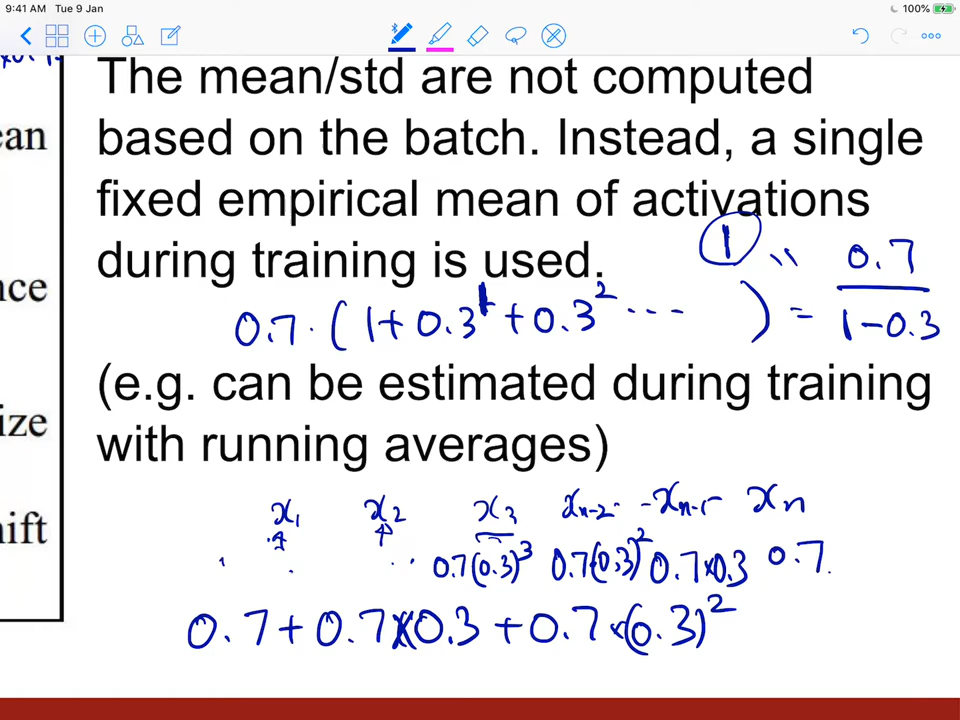 9:41 AM Tue 9 Jan 100%
The mean/std are not computed
based on the batch. Instead, a single
fixed empirical mean of activations
during training is used.
1 " 0.7
0.7 · ( 1 + 0.3¹ + 0.3² ... ) = 0.7 / 1 - 0.3
(e.g. can be estimated during training
with running averages)
x₁ x₂ x₃ xₙ₋₂ xₙ₋₁ xₙ
0.7(0.3)³ 0.7(0.3)² 0.7×0.3 0.7
0.7 + 0.7×0.3 + 0.7×(0.3)²
ean
nce
ize
hift